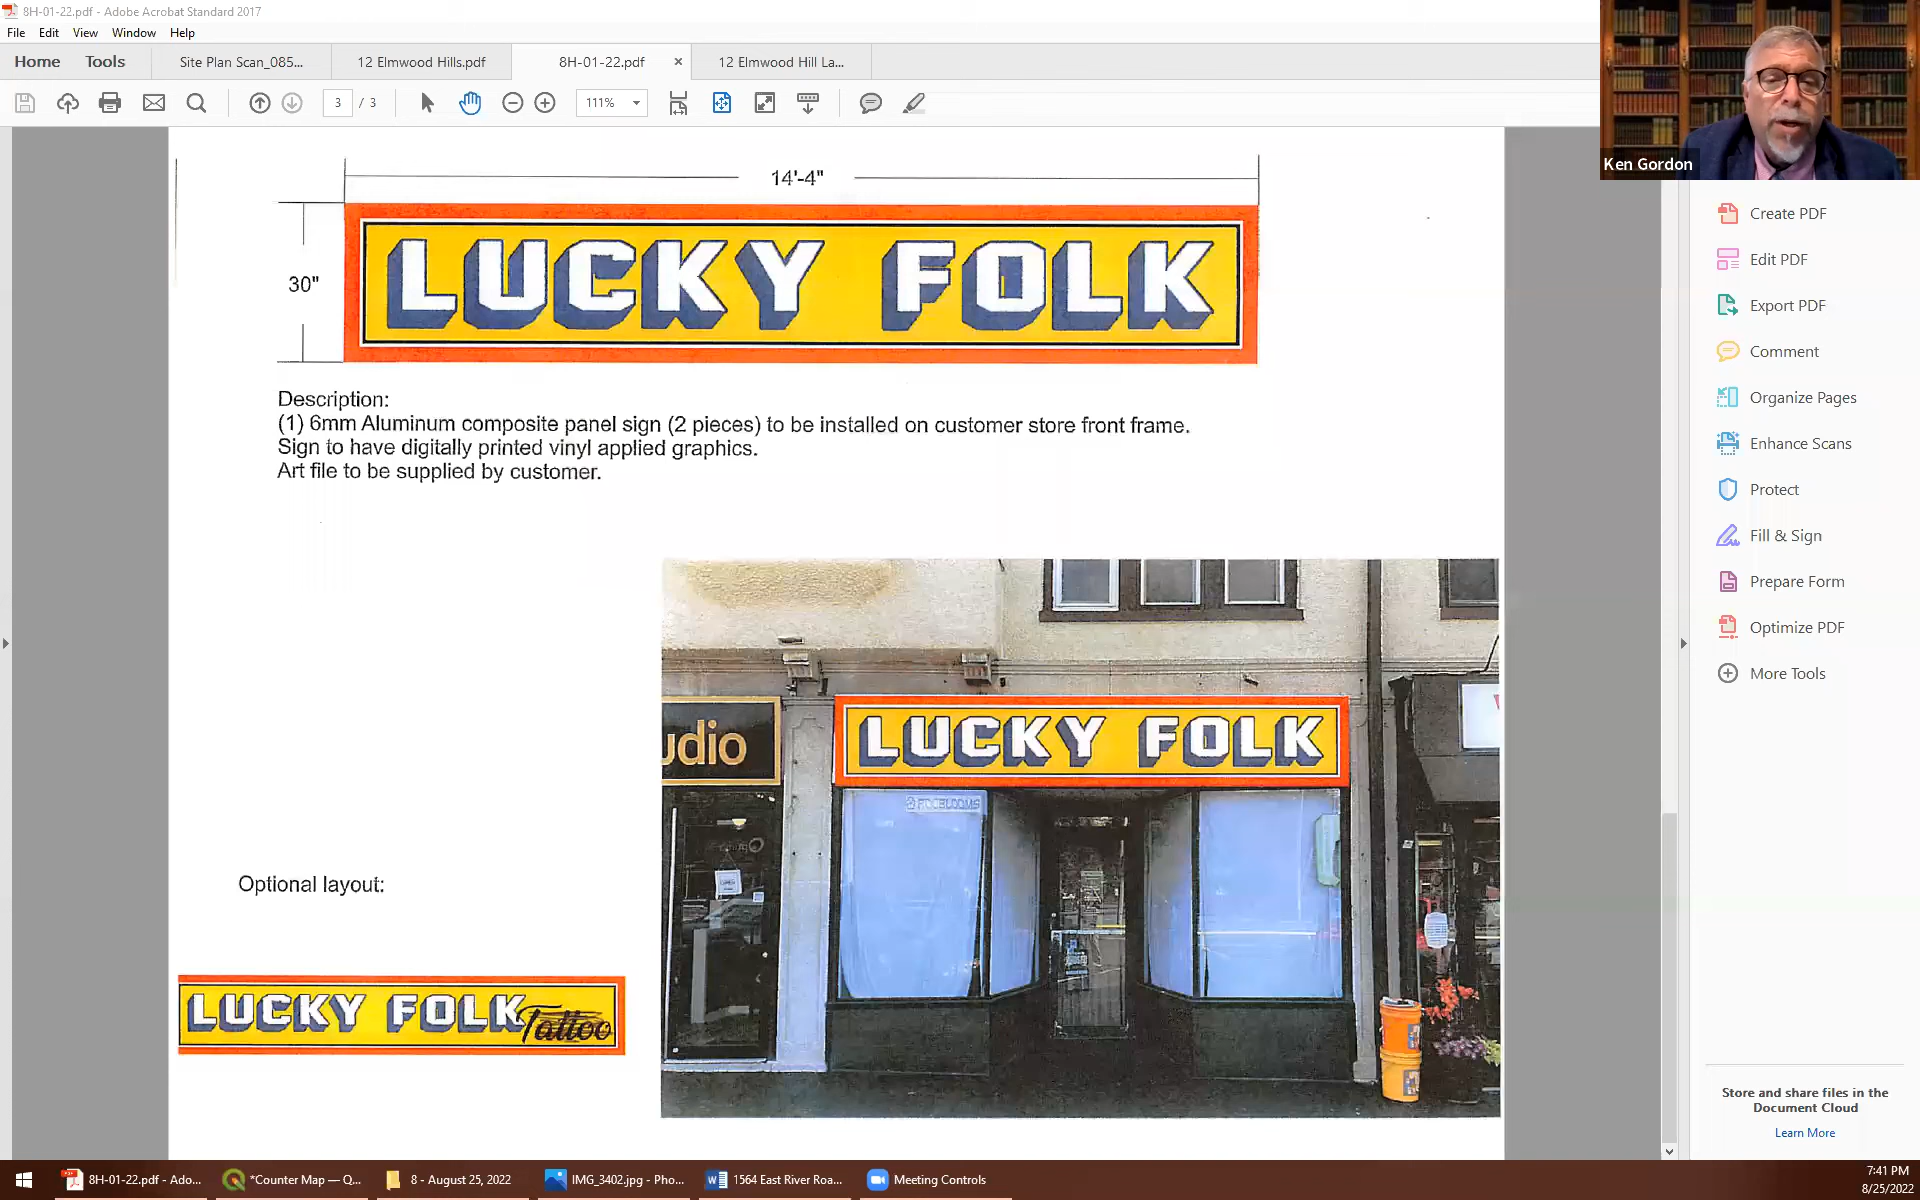 8H-01-22.pdf - Adobe Acrobat Standard 2017
File Edit View Window Help
Home Tools Site Plan Scan_085... 12 Elmwood Hills.pdf 8H-01-22.pdf × 12 Elmwood Hill La...
3 / 3 111%
Ken Gordon
14'-4"
30"
LUCKY FOLK
Description:
(1) 6mm Aluminum composite panel sign (2 pieces) to be installed on customer store front frame.
Sign to have digitally printed vinyl applied graphics.
Art file to be supplied by customer.
udio
LUCKY FOLK
Optional layout:
LUCKY FOLK Tattoo
Create PDF
Edit PDF
Export PDF
Comment
Organize Pages
Enhance Scans
Protect
Fill & Sign
Prepare Form
Optimize PDF
More Tools
Store and share files in the
Document Cloud
Learn More
8H-01-22.pdf - Ado...
*Counter Map — Q...
8 - August 25, 2022
IMG_3402.jpg - Pho...
1564 East River Roa...
Meeting Controls
7:41 PM
8/25/2022